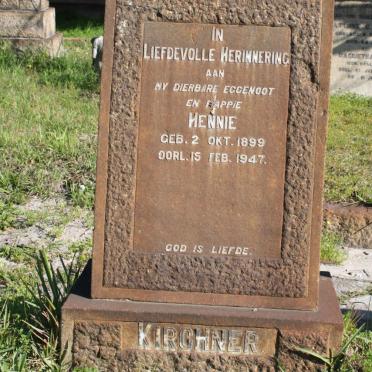 IN
LIEFDEVOLLE HERINNERING
AAN
MY DIERBARE EGGENOOT
EN PAPPIE
HENNIE
GEB. 2 OKT. 1899
OORL. 15 FEB. 1947.
GOD IS LIEFDE.
KIRCHNER